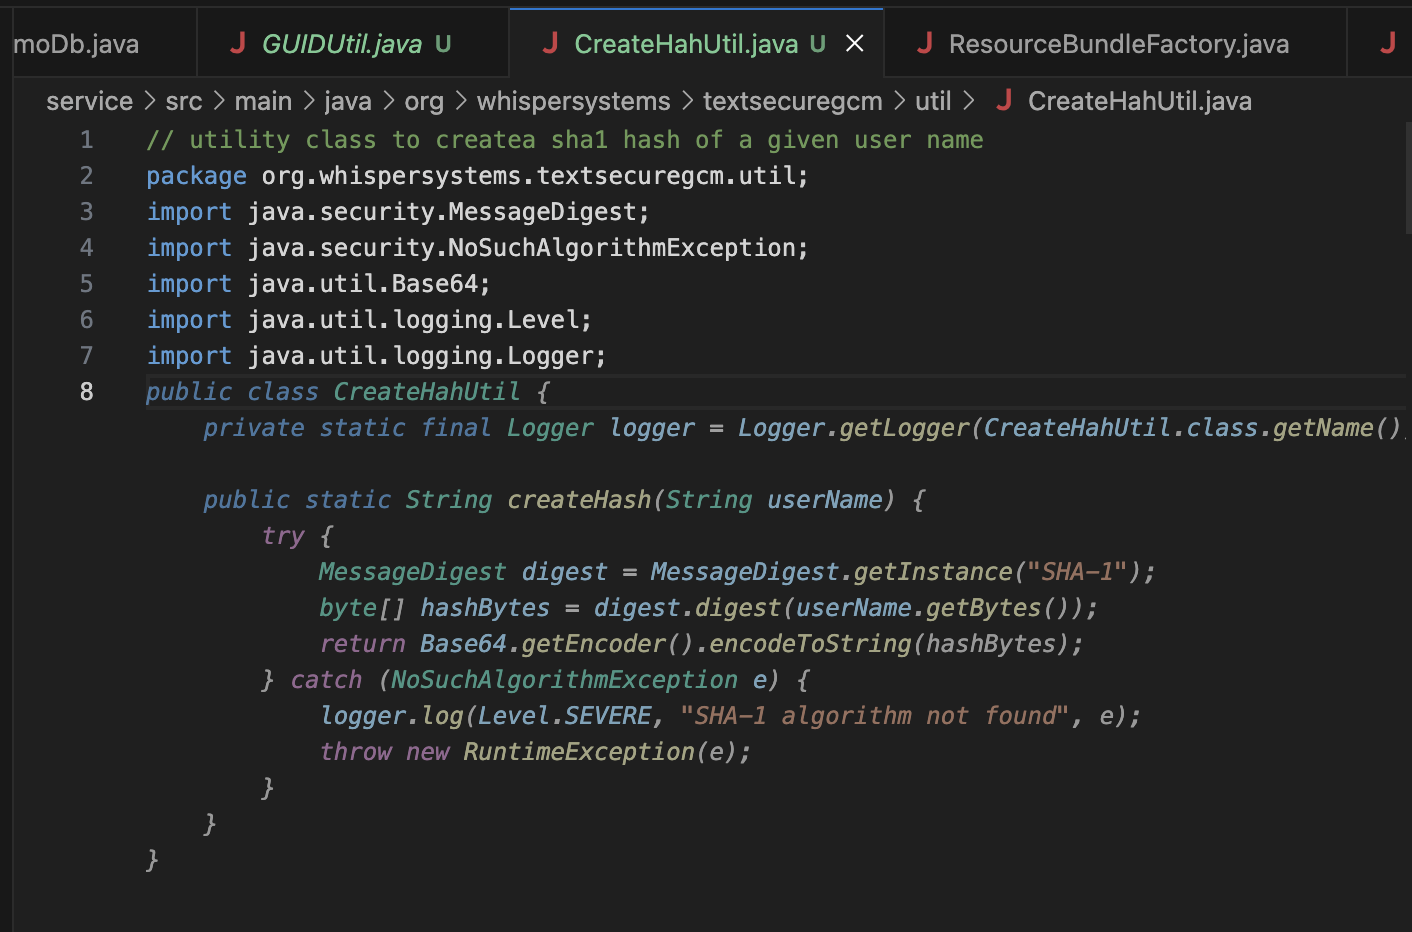 moDb.java J GUIDUtil.java U J CreateHahUtil.java U × J ResourceBundleFactory.java J
service > src > main > java > org > whispersystems > textsecuregcm > util > J CreateHahUtil.java
1 // utility class to createa sha1 hash of a given user name
2 package org.whispersystems.textsecuregcm.util;
3 import java.security.MessageDigest;
4 import java.security.NoSuchAlgorithmException;
5 import java.util.Base64;
6 import java.util.logging.Level;
7 import java.util.logging.Logger;
8 public class CreateHahUtil {
private static final Logger logger = Logger.getLogger(CreateHahUtil.class.getName()
public static String createHash(String userName) {
try {
MessageDigest digest = MessageDigest.getInstance("SHA-1");
byte[] hashBytes = digest.digest(userName.getBytes());
return Base64.getEncoder().encodeToString(hashBytes);
} catch (NoSuchAlgorithmException e) {
logger.log(Level.SEVERE, "SHA-1 algorithm not found", e);
throw new RuntimeException(e);
}
}
}